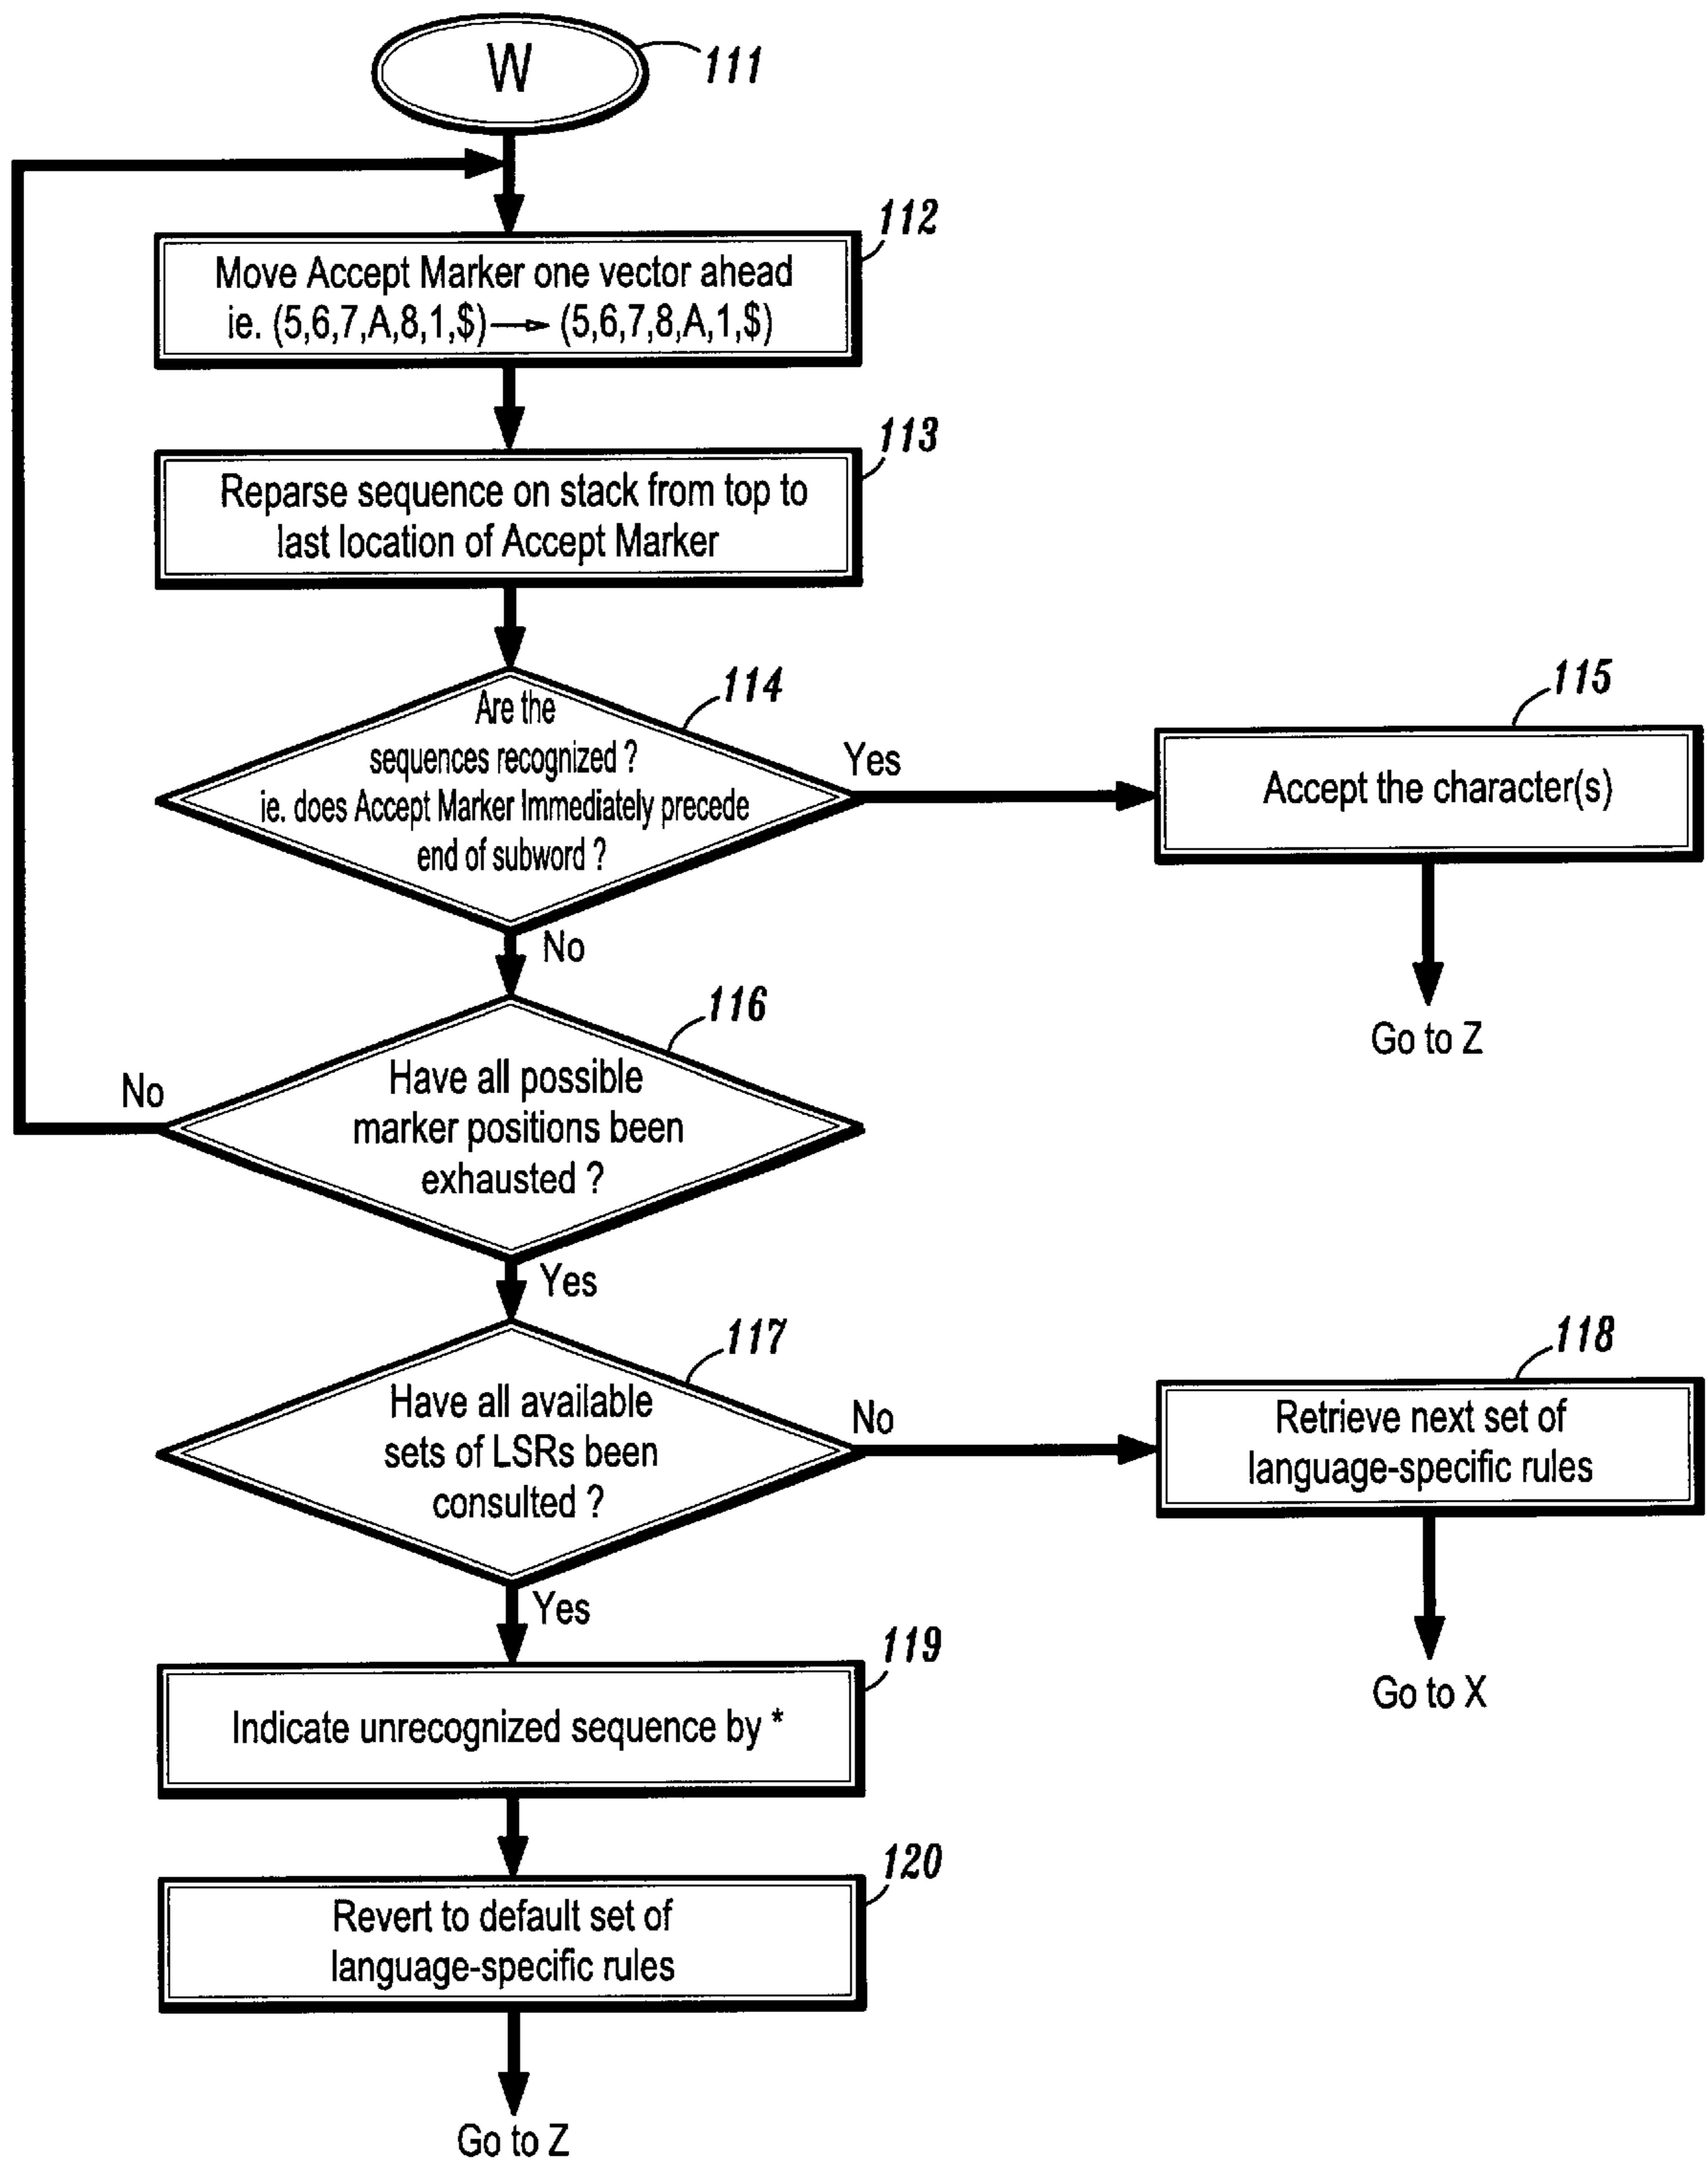 W
111
112
Move Accept Marker one vector ahead
ie. (5,6,7,A,8,1,$) → (5,6,7,8,A,1,$)
113
Reparse sequence on stack from top to
last location of Accept Marker
114
Are the
sequences recognized ?
ie. does Accept Marker Immediately precede
end of subword ?
Yes
115
Accept the character(s)
Go to Z
No
116
Have all possible
marker positions been
exhausted ?
No
Yes
117
Have all available
sets of LSRs been
consulted ?
No
118
Retrieve next set of
language-specific rules
Go to X
Yes
119
Indicate unrecognized sequence by *
120
Revert to default set of
language-specific rules
Go to Z